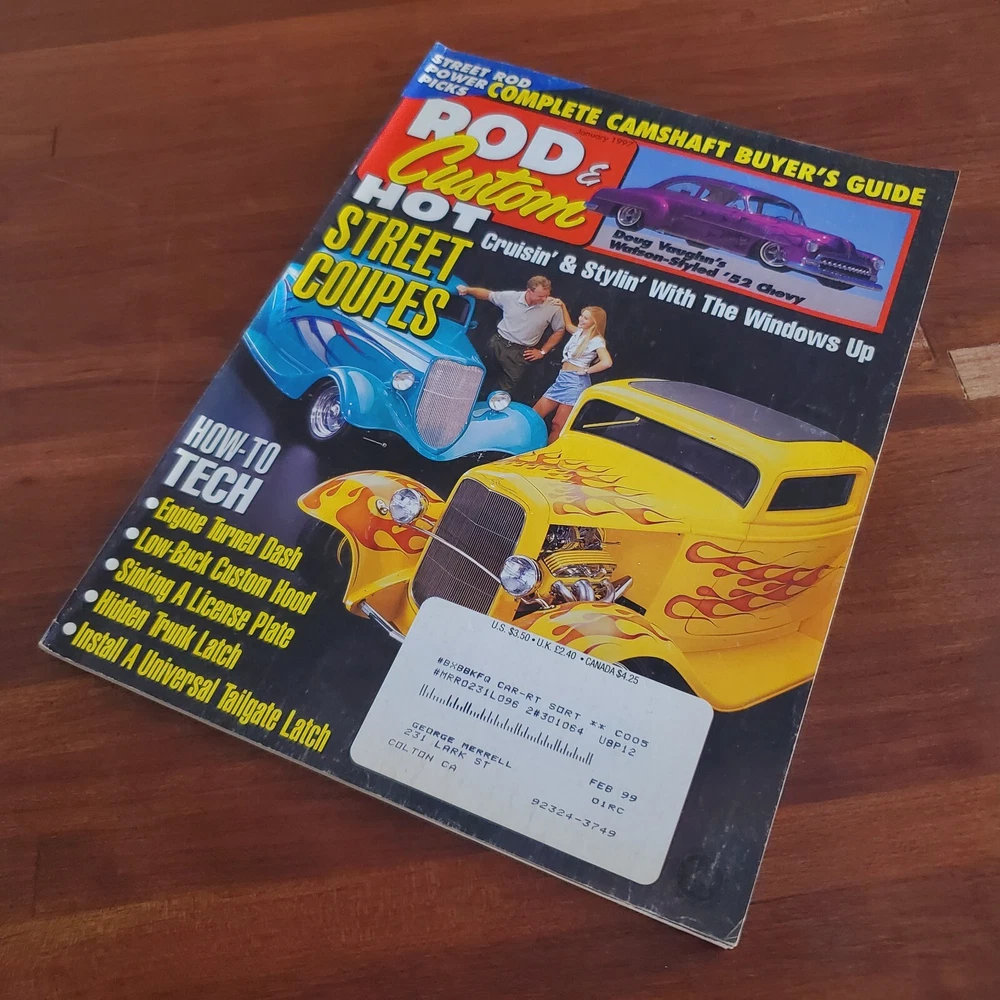 STREET ROD
POWER
PICKS
COMPLETE CAMSHAFT BUYER'S GUIDE
January 1997
ROD &
Custom
Doug Vaughn's
Watson-Styled '52 Chevy
HOT
STREET
COUPES
Cruisin' & Stylin' With The Windows Up
HOW-TO
TECH
• Engine Turned Dash
• Low-Buck Custom Hood
• Sinking A License Plate
• Hidden Trunk Latch
• Install A Universal Tailgate Latch
U.S. $3.50 • U.K. £2.40 • CANADA $4.25
#BXBBKFQ CAR-RT SORT ** C005
#MRR0231L096 2#301064 U8P12
GEORGE MERRELL
231 LARK ST
COLTON CA
FEB 99
01RC
92324-3749